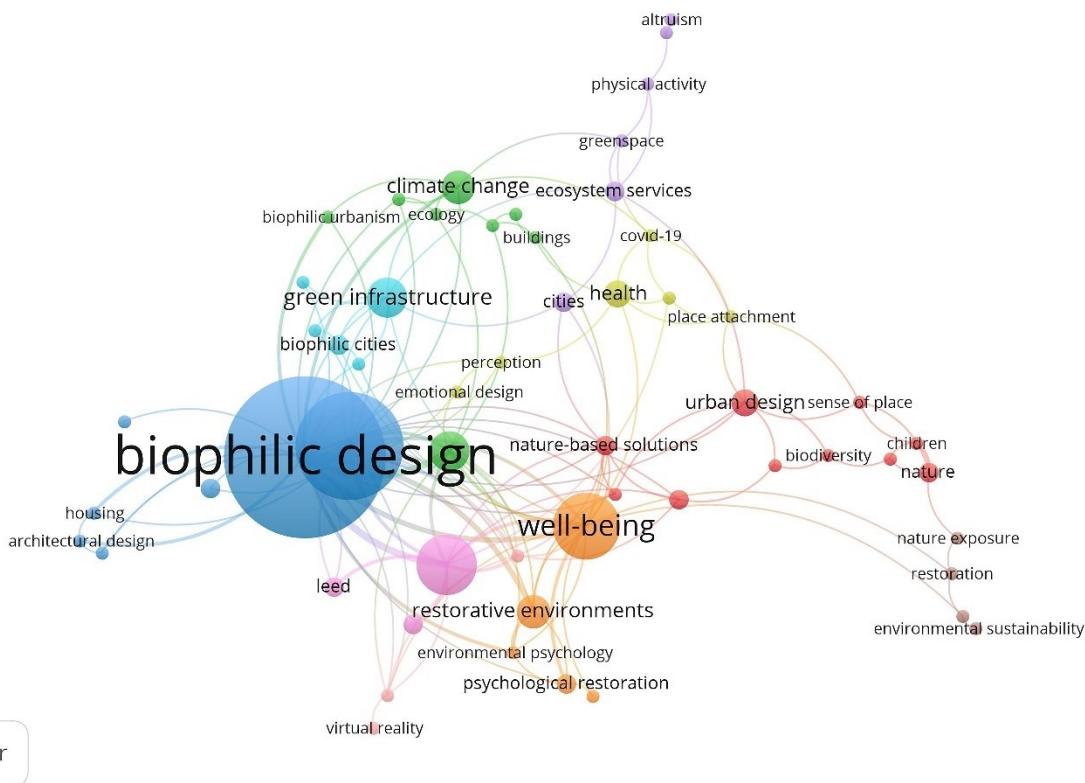 altruism
physical activity
greenspace
climate change
ecosystem services
biophilic urbanism
ecology
buildings
covid-19
green infrastructure
cities
health
place attachment
biophilic cities
perception
emotional design
urban design
sense of place
biophilic design
nature-based solutions
biodiversity
children
nature
housing
well-being
architectural design
nature exposure
leed
restoration
restorative environments
environmental sustainability
environmental psychology
psychological restoration
virtual reality
r